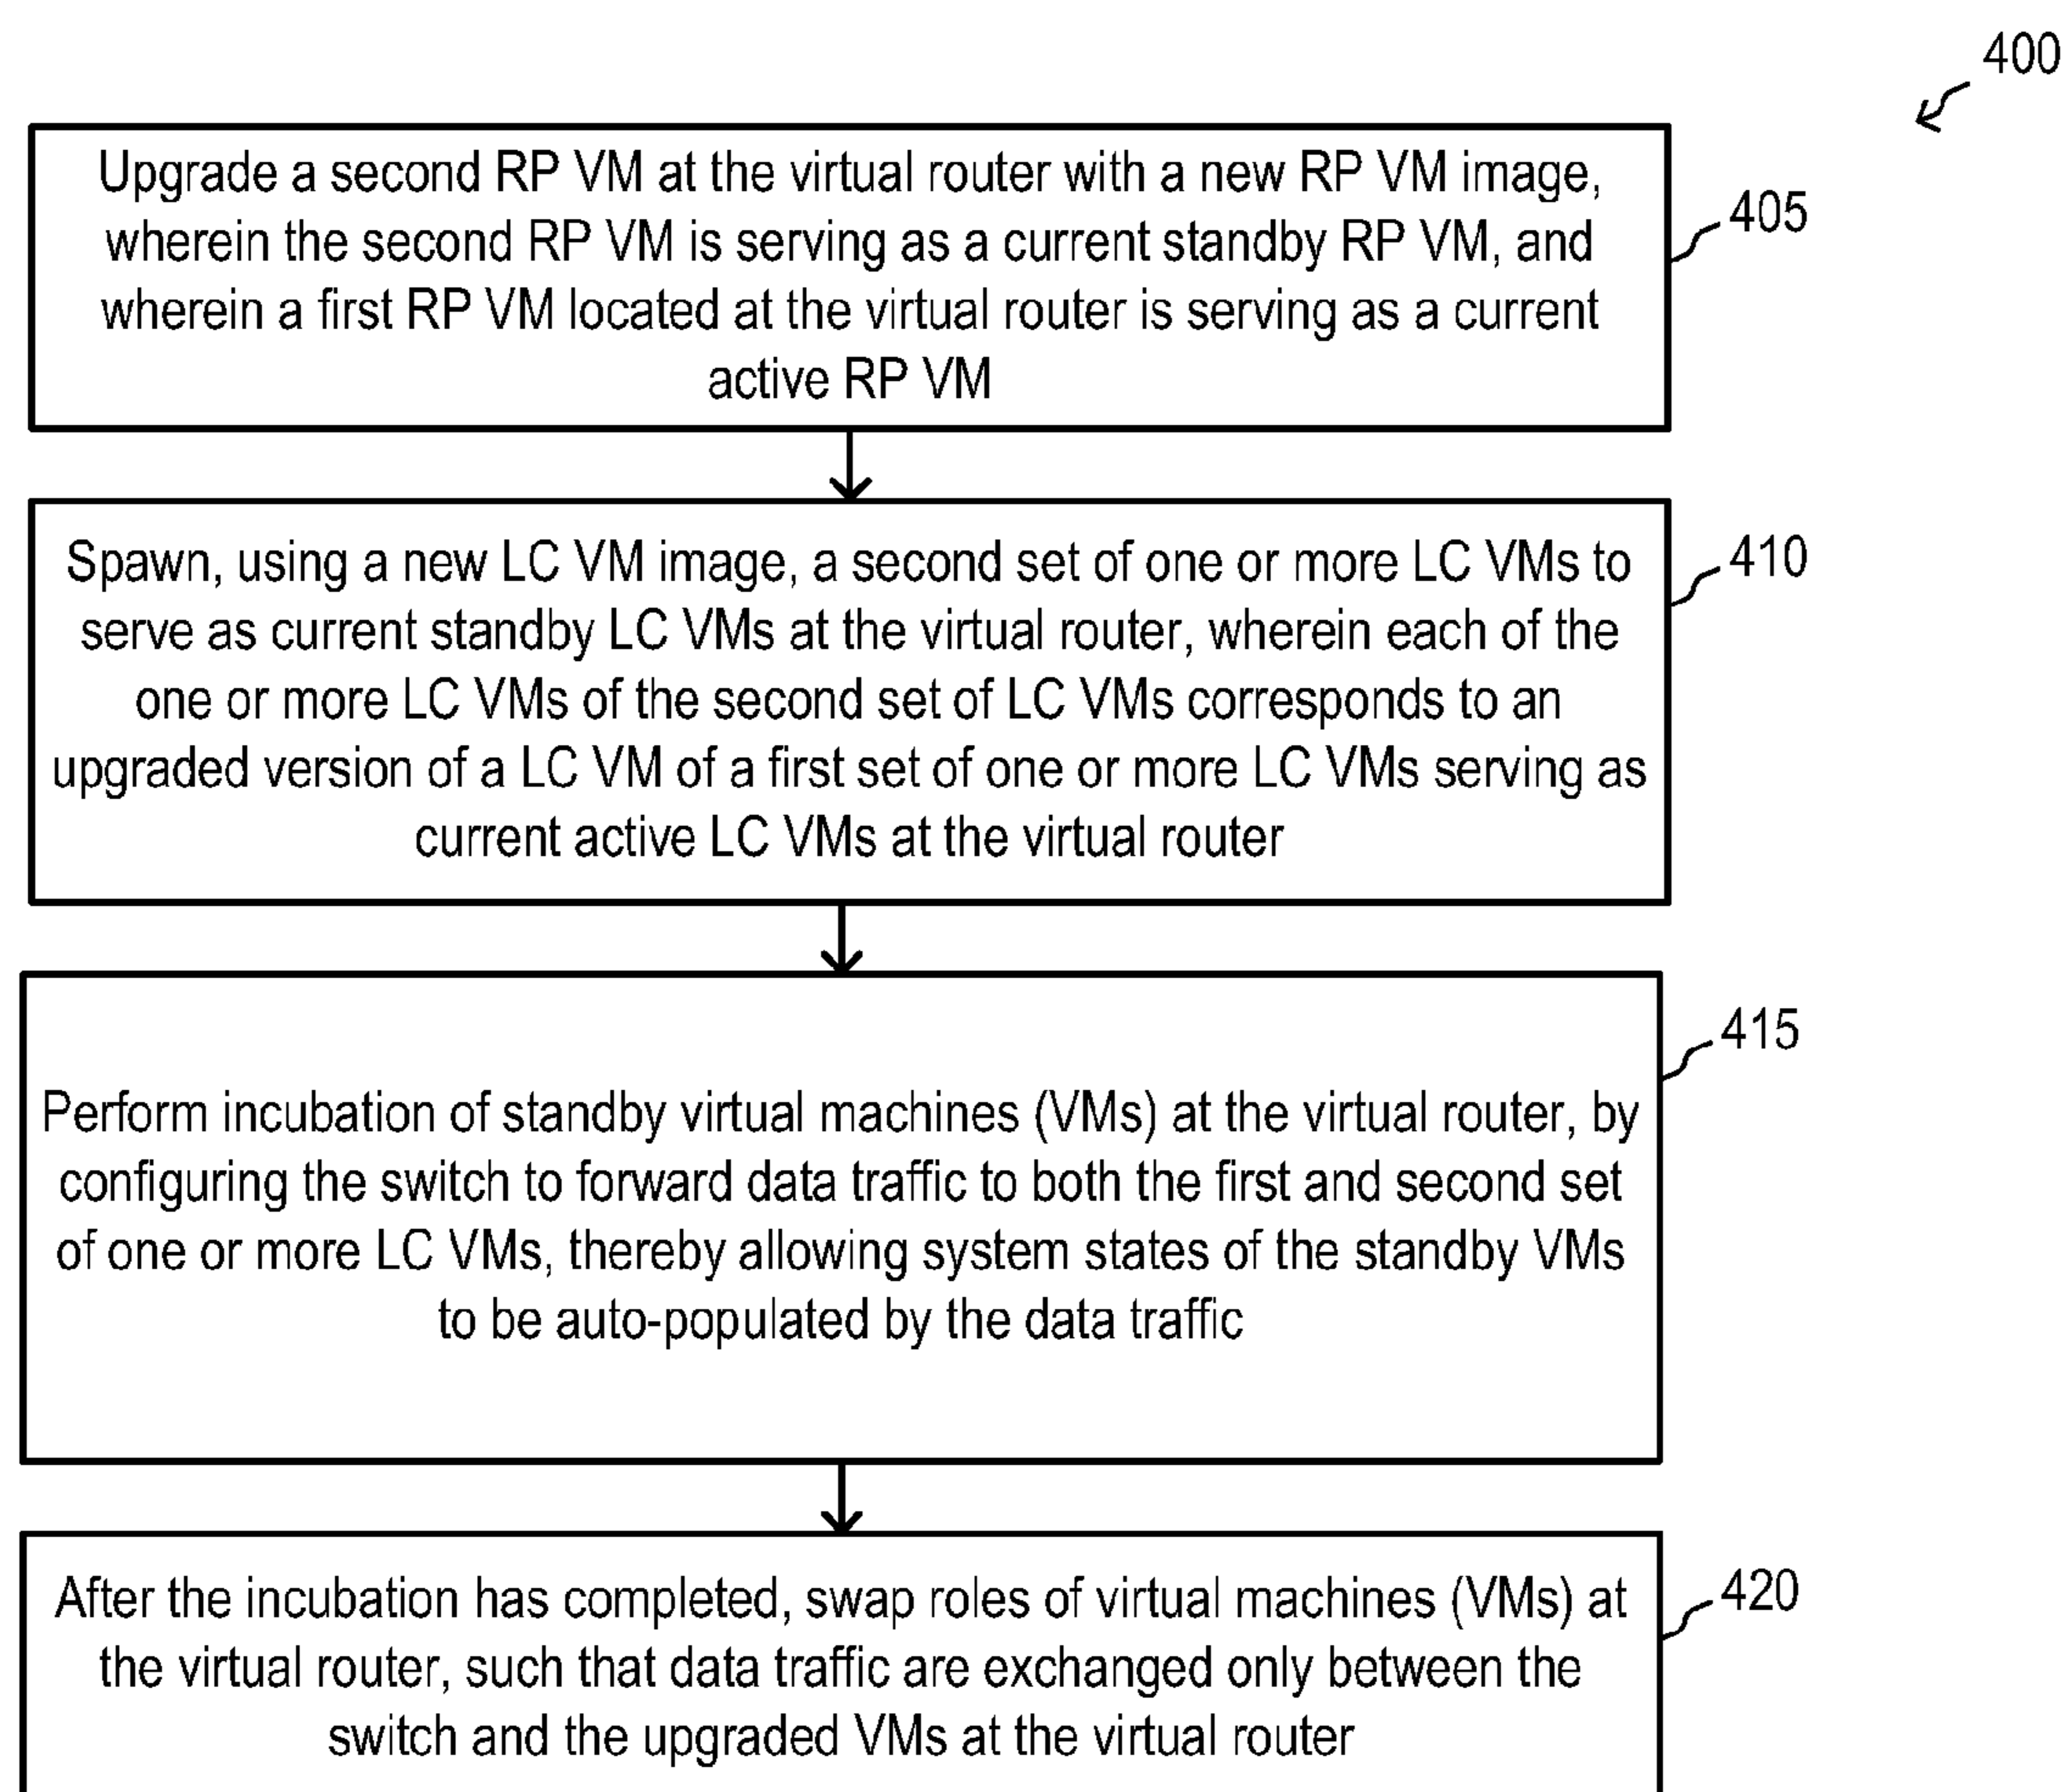 400
Upgrade a second RP VM at the virtual router with a new RP VM image,
wherein the second RP VM is serving as a current standby RP VM, and
wherein a first RP VM located at the virtual router is serving as a current
active RP VM
405
Spawn, using a new LC VM image, a second set of one or more LC VMs to
serve as current standby LC VMs at the virtual router, wherein each of the
one or more LC VMs of the second set of LC VMs corresponds to an
upgraded version of a LC VM of a first set of one or more LC VMs serving as
current active LC VMs at the virtual router
410
Perform incubation of standby virtual machines (VMs) at the virtual router, by
configuring the switch to forward data traffic to both the first and second set
of one or more LC VMs, thereby allowing system states of the standby VMs
to be auto-populated by the data traffic
415
After the incubation has completed, swap roles of virtual machines (VMs) at
the virtual router, such that data traffic are exchanged only between the
switch and the upgraded VMs at the virtual router
420